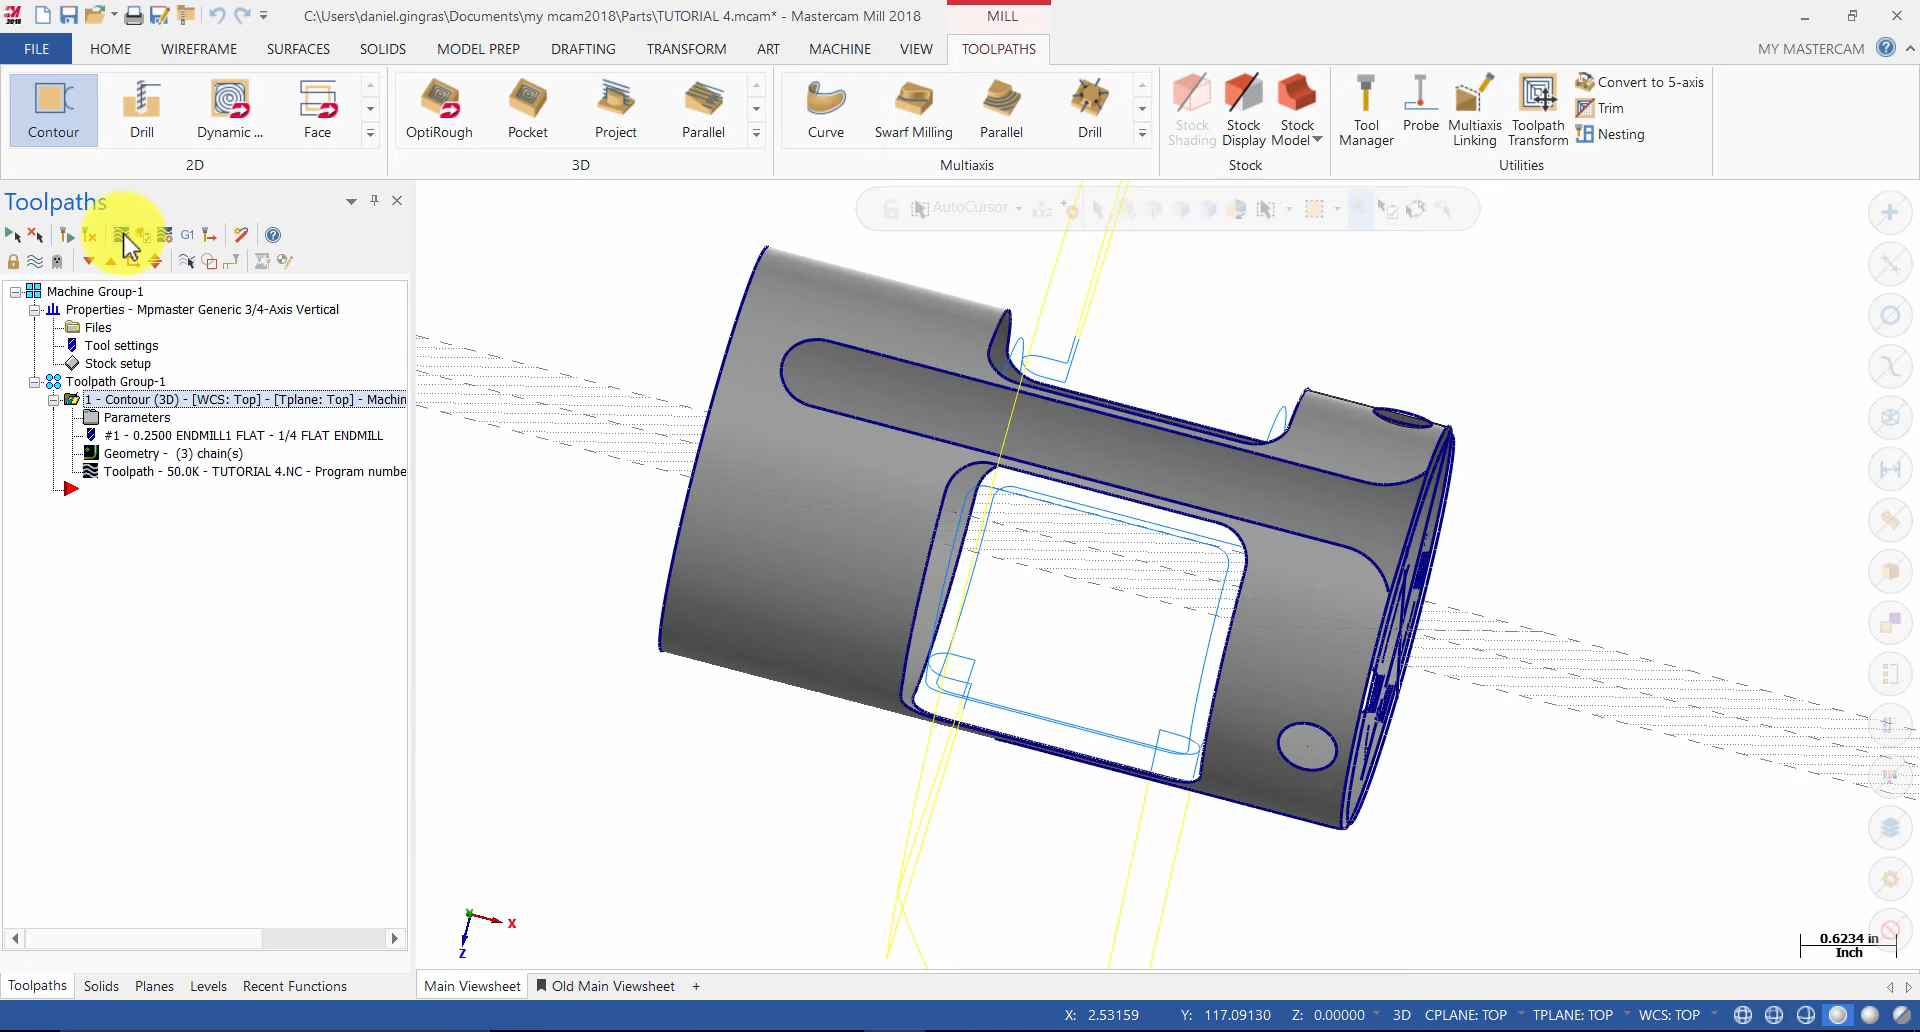 C:\Users\daniel.gingras\Documents\my mcam2018\Parts\TUTORIAL 4.mcam* - Mastercam Mill 2018
MILL
FILE HOME WIREFRAME SURFACES SOLIDS MODEL PREP DRAFTING TRANSFORM ART MACHINE VIEW TOOLPATHS MY MASTERCAM
Contour Drill Dynamic ... Face
2D
OptiRough Pocket Project Parallel
3D
Curve Swarf Milling Parallel Drill
Multiaxis
Stock Shading Stock Display Stock Model
Stock
Tool Manager Probe Multiaxis Linking Toolpath Transform
Convert to 5-axis
Trim
Nesting
Utilities
Toolpaths
G1
AutoCursor
xyz
Machine Group-1
Properties - Mpmaster Generic 3/4-Axis Vertical
Files
Tool settings
Stock setup
Toolpath Group-1
1 - Contour (3D) - [WCS: Top] - [Tplane: Top] - Machin
Parameters
#1 - 0.2500 ENDMILL1 FLAT - 1/4 FLAT ENDMILL
Geometry - (3) chain(s)
Toolpath - 50.0K - TUTORIAL 4.NC - Program numbe
Y
X
Z
0.6234 in
Inch
Toolpaths Solids Planes Levels Recent Functions
Main Viewsheet Old Main Viewsheet +
X: 2.53159 Y: 117.09130 Z: 0.00000 3D CPLANE: TOP TPLANE: TOP WCS: TOP